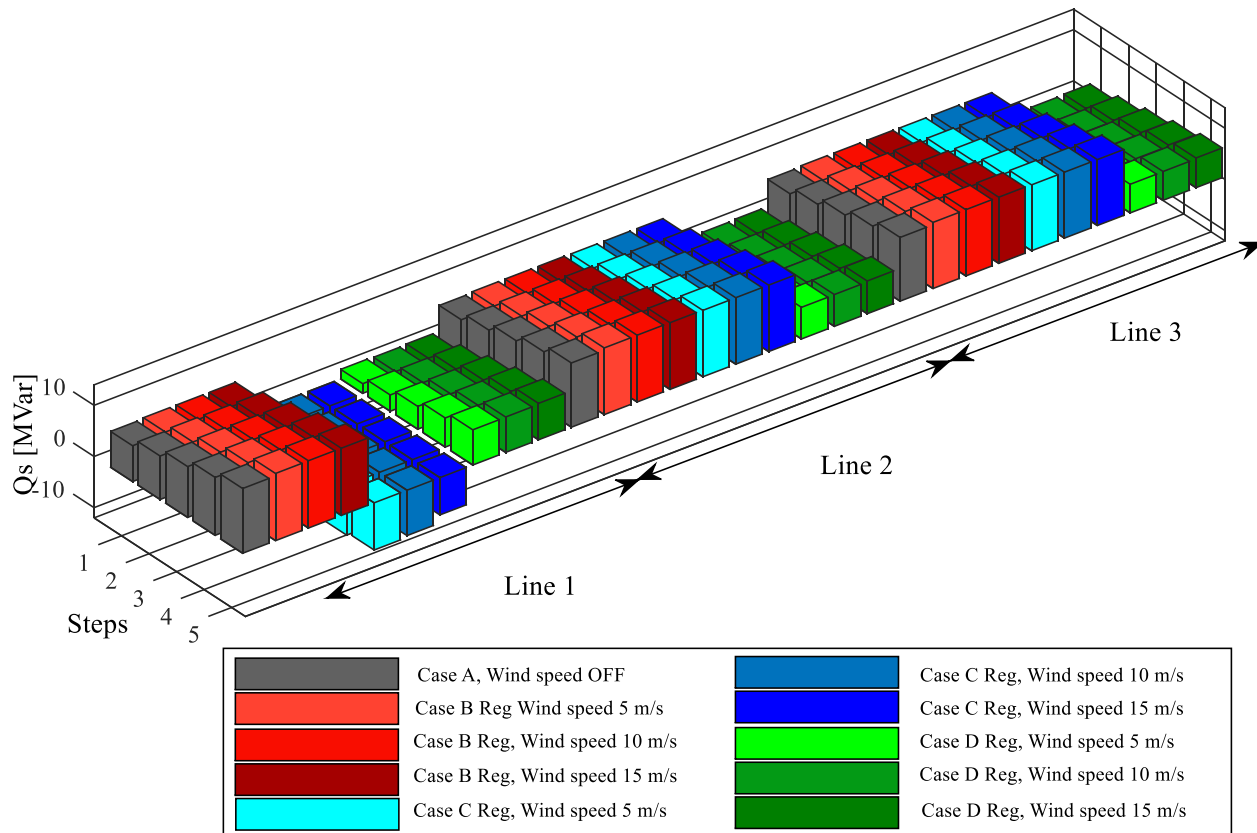 10
0
-10
Qs [MVar]
1
2
3
4
5
Steps
Line 1
Line 2
Line 3
Case A, Wind speed OFF
Case B Reg Wind speed 5 m/s
Case B Reg, Wind speed 10 m/s
Case B Reg, Wind speed 15 m/s
Case C Reg, Wind speed 5 m/s
Case C Reg, Wind speed 10 m/s
Case C Reg, Wind speed 15 m/s
Case D Reg, Wind speed 5 m/s
Case D Reg, Wind speed 10 m/s
Case D Reg, Wind speed 15 m/s